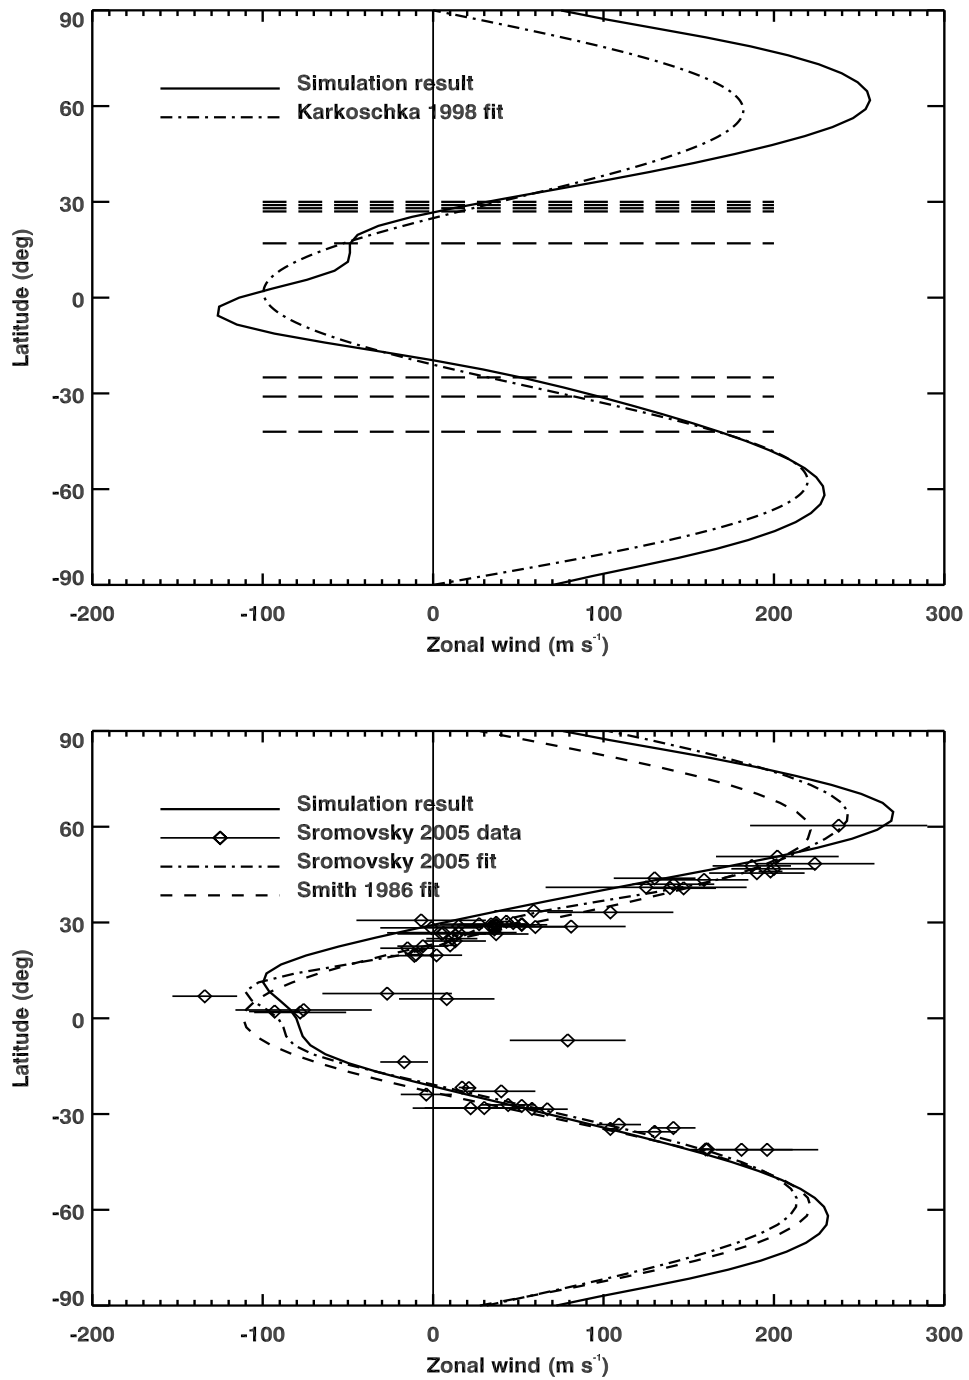 90
60
30
0
-30
-60
-90
Latitude (deg)
Simulation result
Karkoschka 1998 fit
-200 -100 0 100 200 300
Zonal wind (m s-1)
90
60
30
0
-30
-60
-90
Latitude (deg)
Simulation result
Sromovsky 2005 data
Sromovsky 2005 fit
Smith 1986 fit
-200 -100 0 100 200 300
Zonal wind (m s-1)